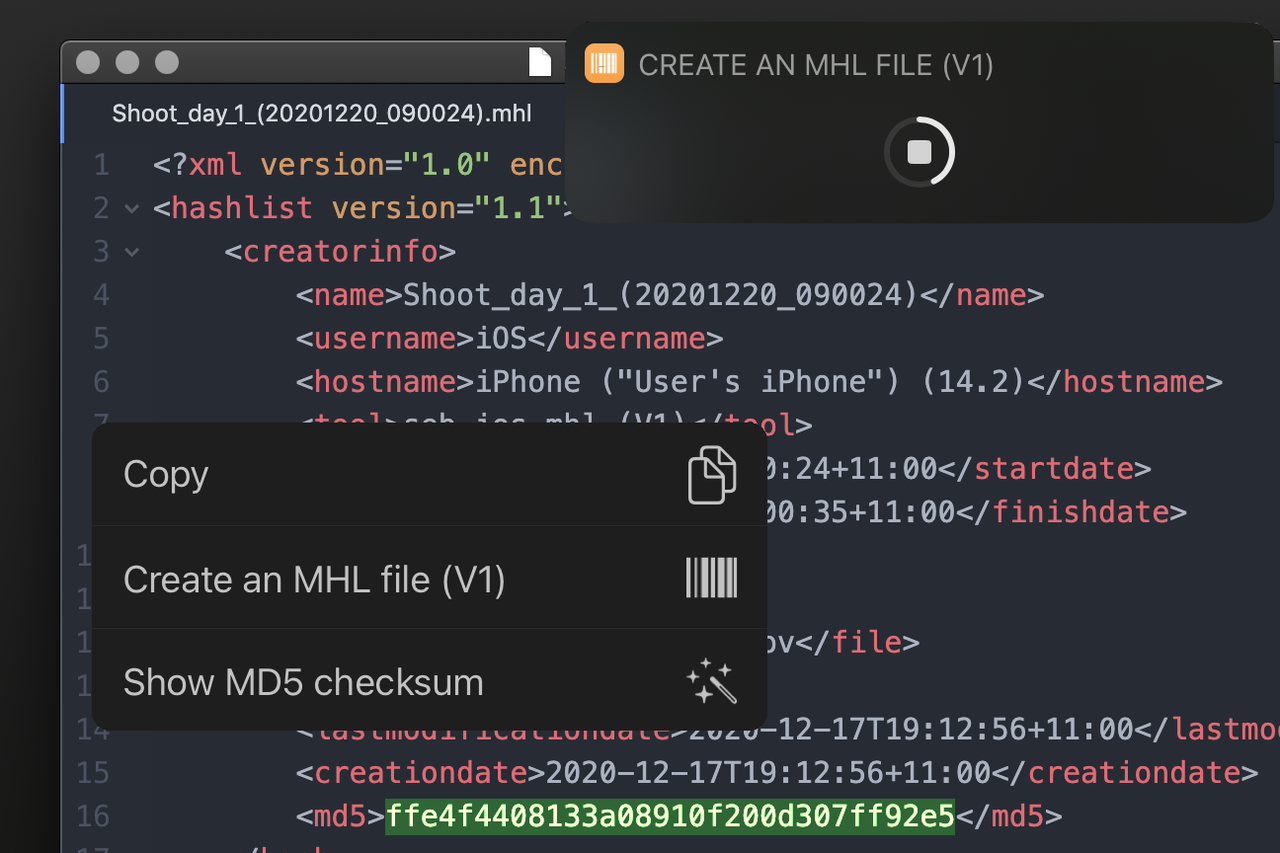 CREATE AN MHL FILE (V1)
Shoot_day_1_(20201220_090024).mhl
1 <?xml version="1.0" enc
2 <hashlist version="1.1">
3 <creatorinfo>
4 <name>Shoot_day_1_(20201220_090024)</name>
5 <username>iOS</username>
6 <hostname>iPhone ("User's iPhone") (14.2)</hostname>
7 <tool>seb_ios_mhl (V1)</tool>
0:24+11:00</startdate>
00:35+11:00</finishdate>
Copy
Create an MHL file (V1)
ov</file>
Show MD5 checksum
14 <lastmodificationdate>2020-12-17T19:12:56+11:00</lastmo
15 <creationdate>2020-12-17T19:12:56+11:00</creationdate>
16 <md5>ffe4f4408133a08910f200d307ff92e5</md5>